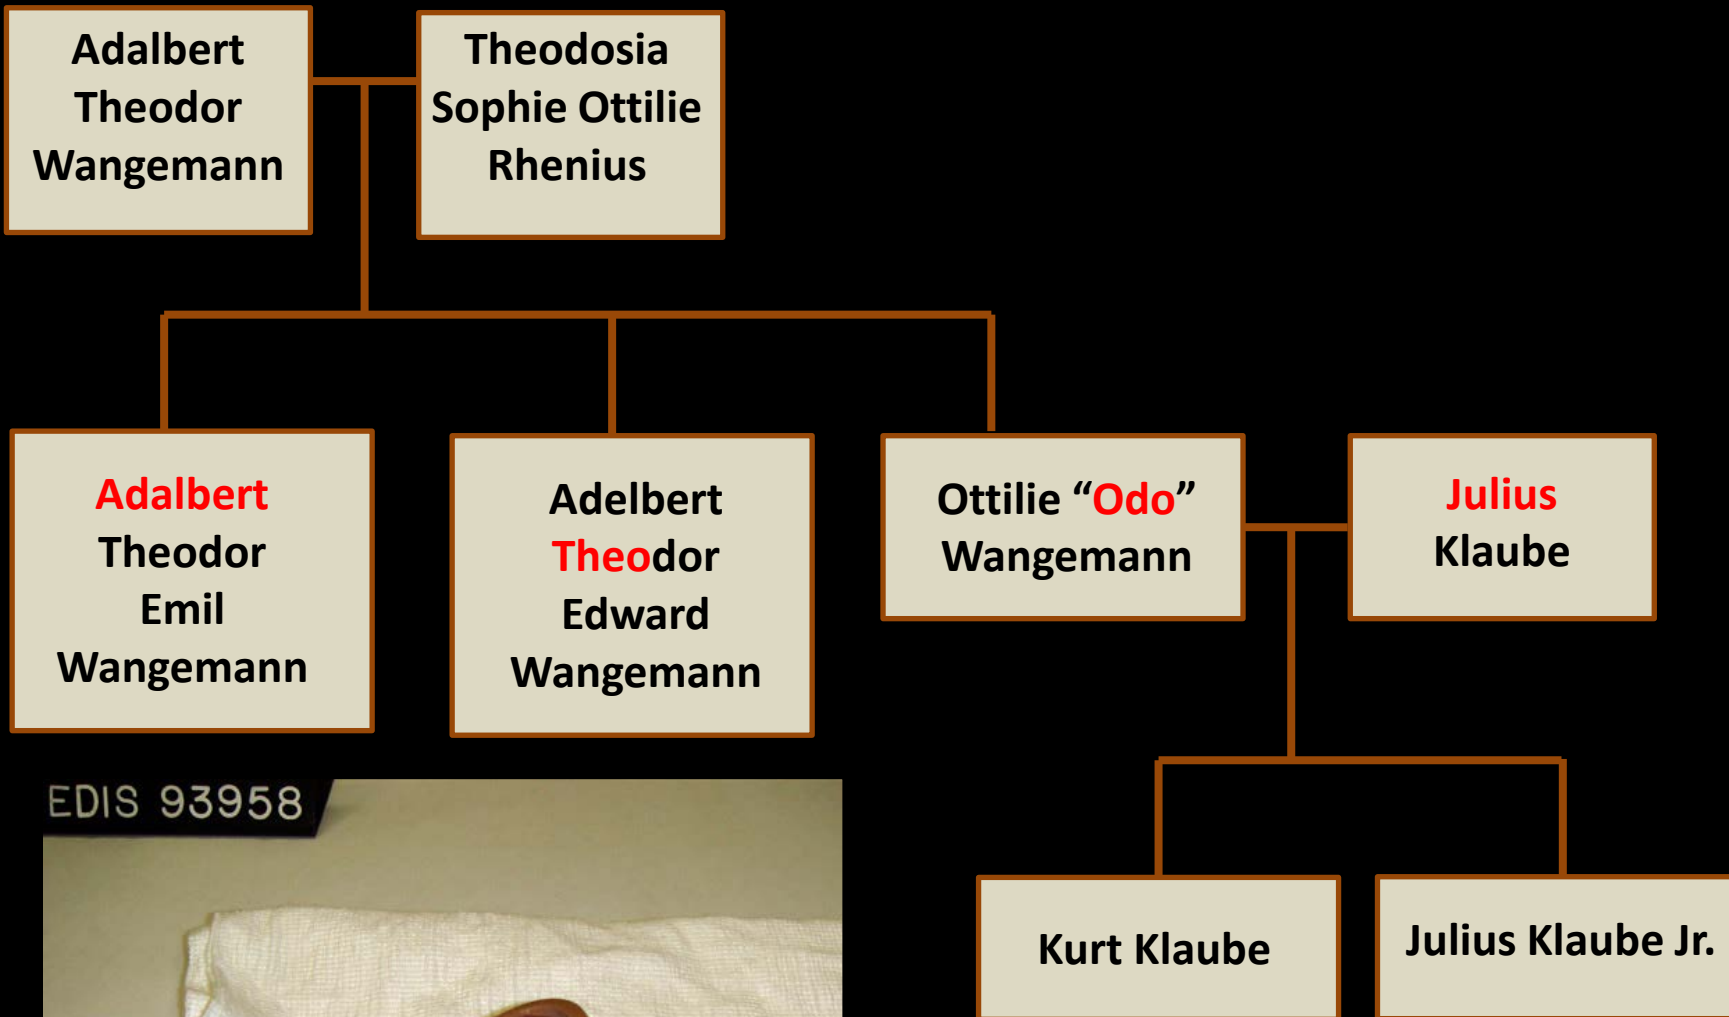 Adalbert
Theodor
Wangemann
Theodosia
Sophie Ottilie
Rhenius
Adalbert
Theodor
Emil
Wangemann
Adelbert
Theodor
Edward
Wangemann
Ottilie “Odo”
Wangemann
Julius
Klaube
EDIS 93958
Kurt Klaube
Julius Klaube Jr.